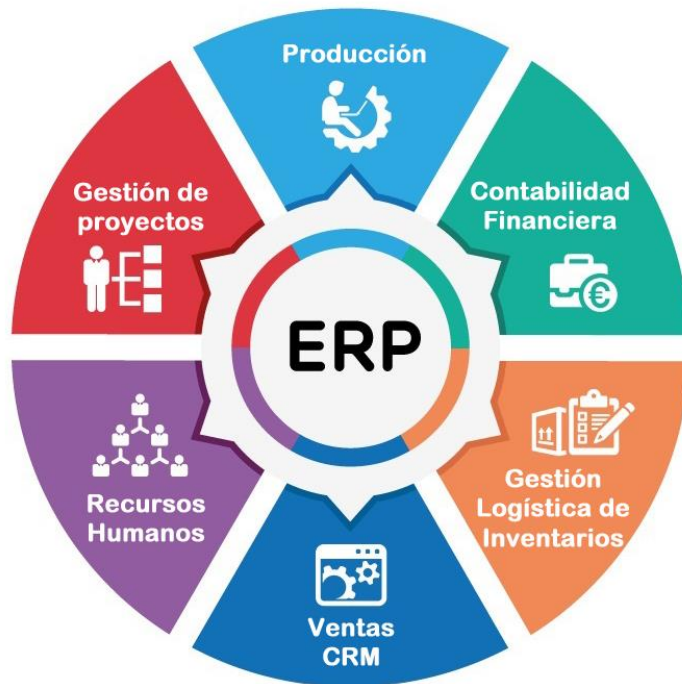 Producción
Contabilidad
Financiera
Gestión
Logística de
Inventarios
Ventas
CRM
Recursos
Humanos
Gestión de
proyectos
ERP
€